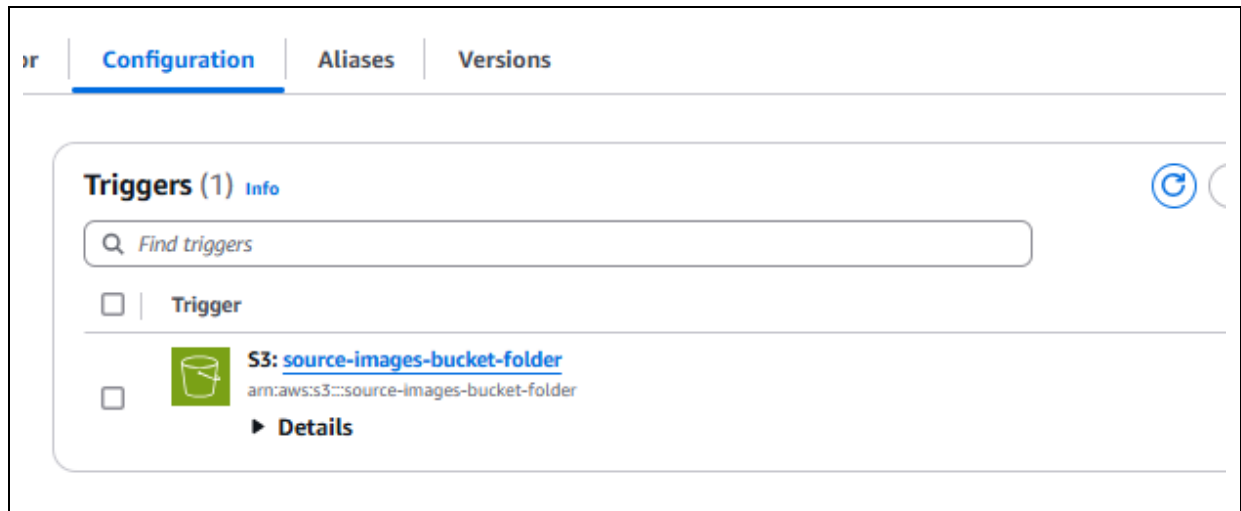 or Configuration Aliases Versions
Triggers (1) Info
Find triggers
Trigger
S3: source-images-bucket-folder
arn:aws:s3:::source-images-bucket-folder
Details